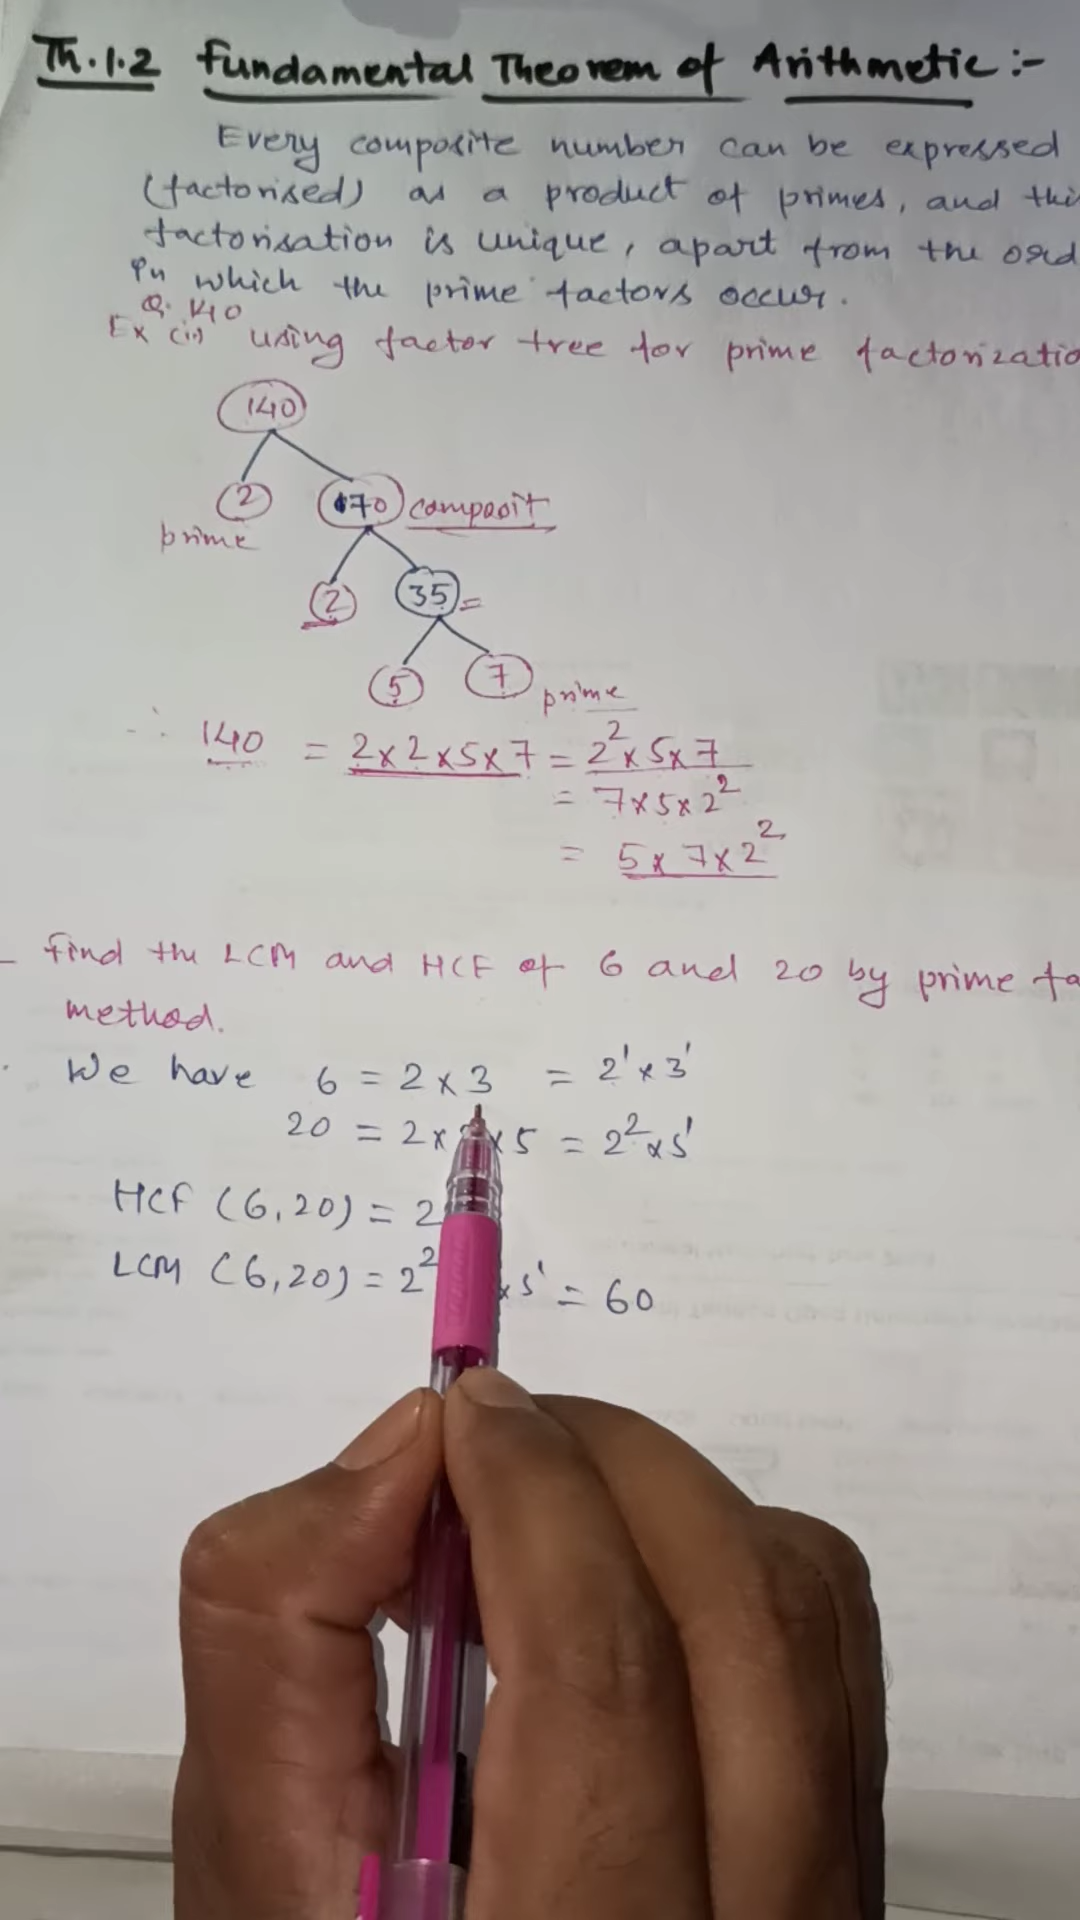 Th.1.2 Fundamental Theorem of Arithmetic :-
Every composite number can be expressed
(factorised) as a product of primes, and thi
factorisation is unique, apart from the ord
in which the prime factors occur.
Q. 140
Ex (i) using factor tree for prime factorizatio
140
2 70 composit
prime
2 35 =
5 7 prime
∴ 140 = 2×2×5×7 = 2²×5×7
= 7×5×2²
= 5×7×2²
find the LCM and HCF of 6 and 20 by prime fa
method.
We have 6 = 2×3 = 2¹×3¹
20 = 2× ×5 = 2²×5¹
HCF (6,20) = 2
LCM (6,20) = 2² ×5¹ = 60